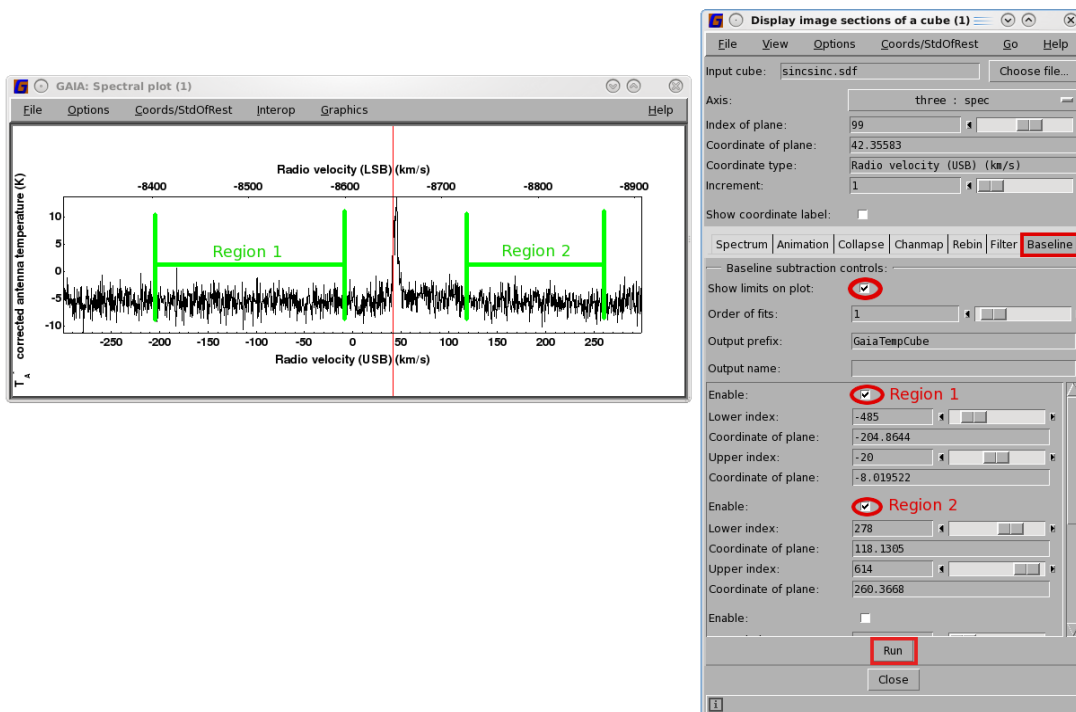 GAIA: Spectral plot (1)
File Options Coords/StdOfRest Interop Graphics Help
Radio velocity (LSB) (km/s)
-8400 -8500 -8600 -8700 -8800 -8900
corrected antenna temperature (K)
T*A
10
5
0
-5
-10
Region 1
Region 2
-250 -200 -150 -100 -50 0 50 100 150 200 250
Radio velocity (USB) (km/s)
Display image sections of a cube (1)
File View Options Coords/StdOfRest Go Help
Input cube: sincsinc.sdf Choose file...
Axis: three : spec
Index of plane: 99
Coordinate of plane: 42.35583
Coordinate type: Radio velocity (USB) (km/s)
Increment: 1
Show coordinate label:
Spectrum Animation Collapse Chanmap Rebin Filter Baseline
Baseline subtraction controls:
Show limits on plot:
Order of fits: 1
Output prefix: GaiaTempCube
Output name:
Enable: Region 1
Lower index: -485
Coordinate of plane: -204.8644
Upper index: -20
Coordinate of plane: -8.019522
Enable: Region 2
Lower index: 278
Coordinate of plane: 118.1305
Upper index: 614
Coordinate of plane: 260.3668
Enable:
Run
Close